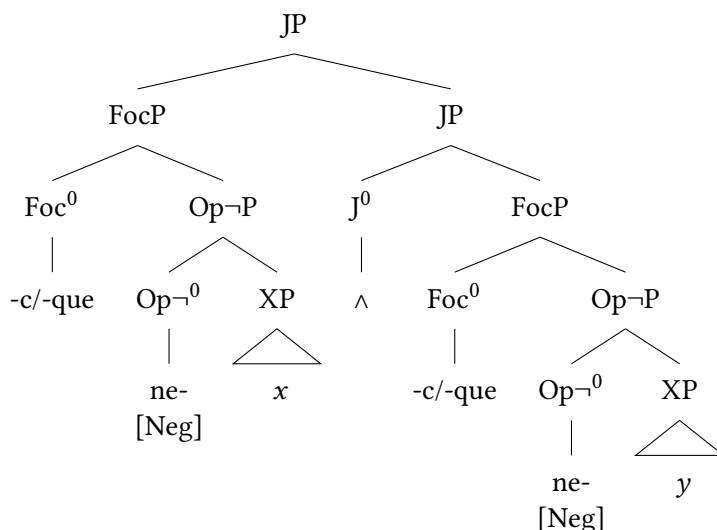 JP
FocP JP
Foc⁰ Op¬P J⁰ FocP
-c/-que Op¬⁰ XP ∧ Foc⁰ Op¬P
ne- x -c/-que Op¬⁰ XP
[Neg]
ne- y
[Neg]